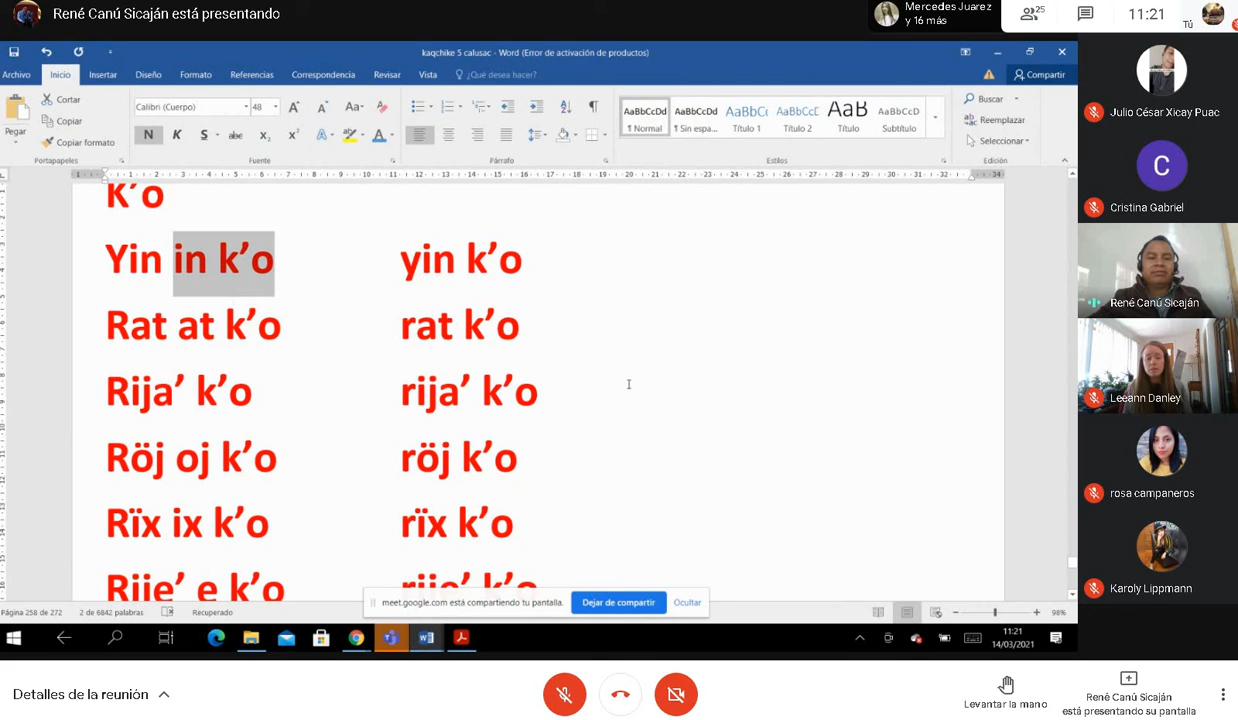 René Canú Sicaján está presentando
Mercedes Juarez
y 16 más
25
11:21
Tú
kaqchike 5 calusac - Word (Error de activación de productos)
Archivo Inicio Insertar Diseño Formato Referencias Correspondencia Revisar Vista ¿Qué desea hacer? Compartir
Pegar
Cortar
Copiar
Copiar formato
Portapapeles
Calibri (Cuerpo) 48
N K S abc X₂ X²
Fuente
Párrafo
AaBbCcDd AaBbCcDd AaBbCc AaBbCcD AaB AaBbCcD
¶ Normal ¶ Sin espa... Título 1 Título 2 Título Subtítulo
Estilos
Buscar
Reemplazar
Seleccionar
Edición
K’o
Yin in k’o yin k’o
Rat at k’o rat k’o
Rija’ k’o rija’ k’o
Röj oj k’o röj k’o
Rïx ix k’o rïx k’o
Rije’ e k’o rije’ k’o
meet.google.com está compartiendo tu pantalla. Dejar de compartir Ocultar
Página 258 de 272 2 de 6842 palabras Recuperado 98%
11:21
14/03/2021
Julio César Xicay Puac
C
Cristina Gabriel
René Canú Sicaján
Leeann Danley
rosa campaneros
Karoly Lippmann
Detalles de la reunión
Levantar la mano
René Canú Sicaján
está presentando su pantalla